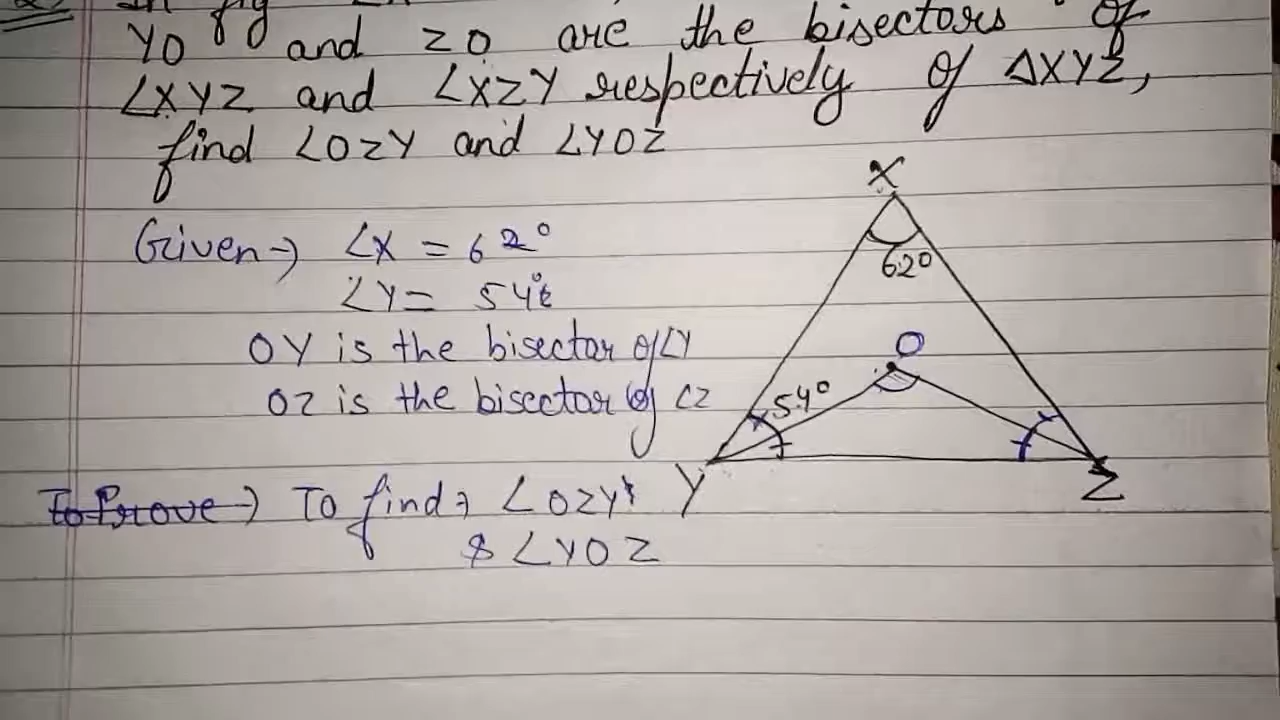 In fig
YO and ZO are the bisectors of
∠XYZ and ∠XZY respectively of ΔXYZ,
find ∠OZY and ∠YOZ
Given → ∠X = 62°
∠Y = 54°
OY is the bisector of ∠Y
OZ is the bisector of ∠Z
To Prove → To find → ∠OZY
& ∠YOZ
X
62°
O
54°
Y
Z